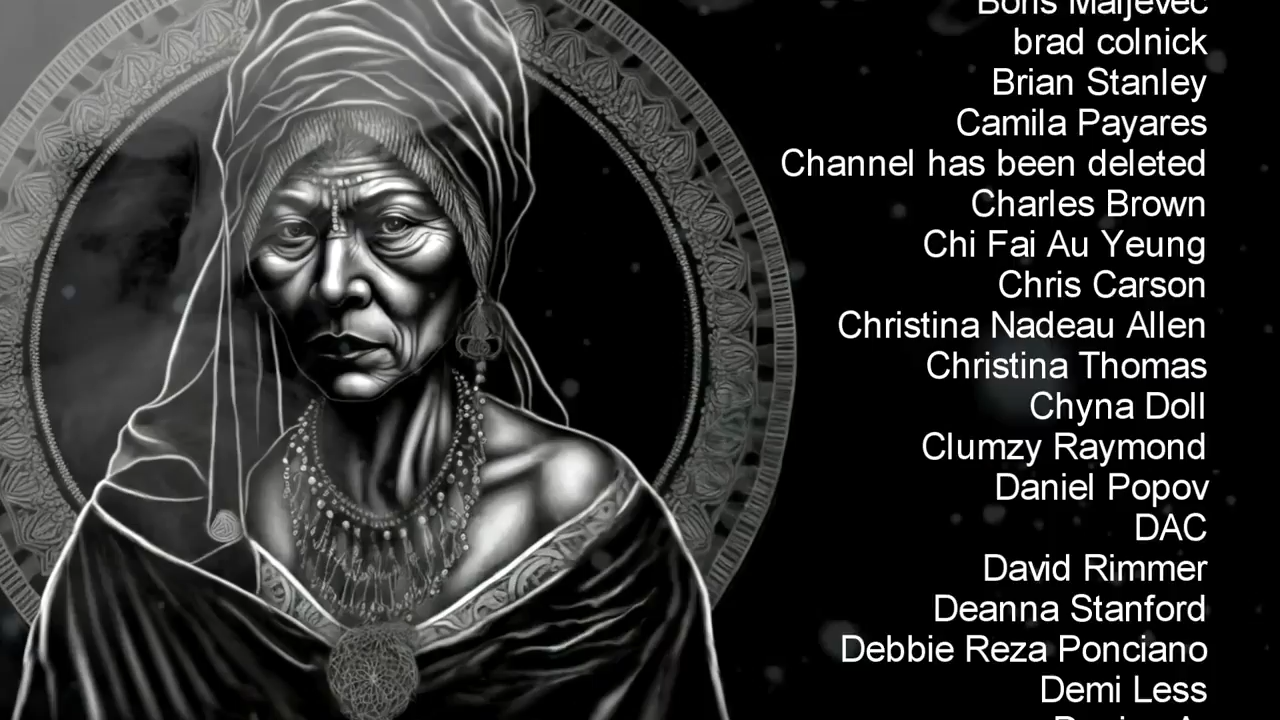 Boris Maljevec
brad colnick
Brian Stanley
Camila Payares
Channel has been deleted
Charles Brown
Chi Fai Au Yeung
Chris Carson
Christina Nadeau Allen
Christina Thomas
Chyna Doll
Clumzy Raymond
Daniel Popov
DAC
David Rimmer
Deanna Stanford
Debbie Reza Ponciano
Demi Less